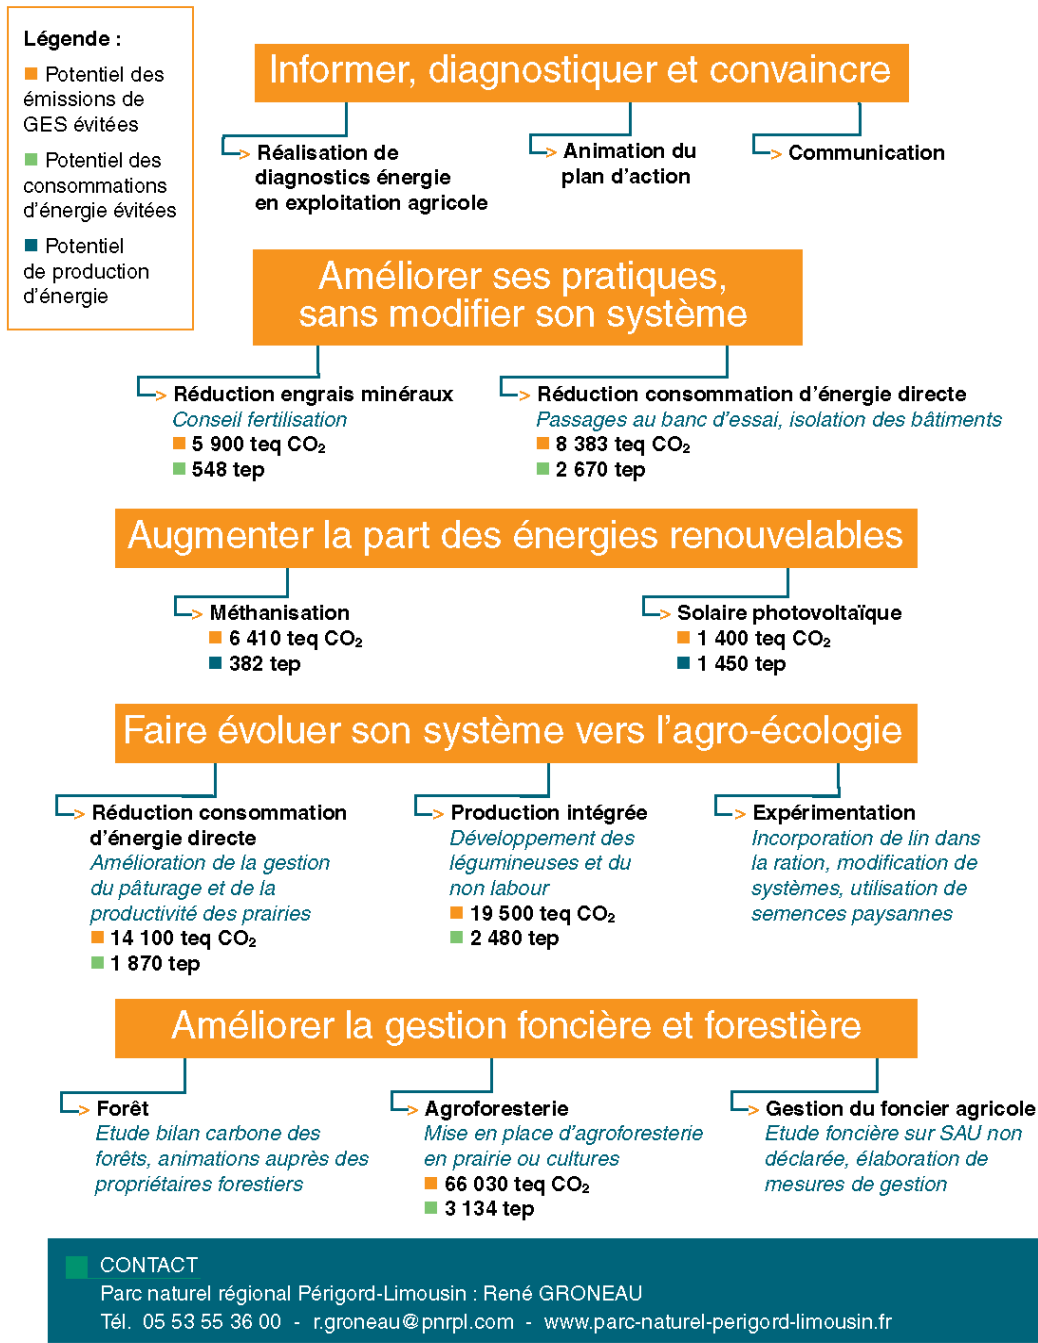 Légende :
Potentiel des
émissions de
GES évitées
Potentiel des
consommations
d'énergie évitées
Potentiel
de production
d'énergie
Informer, diagnostiquer et convaincre
> Réalisation de
diagnostics énergie
en exploitation agricole
> Animation du
plan d'action
> Communication
Améliorer ses pratiques,
sans modifier son système
> Réduction engrais minéraux
Conseil fertilisation
5 900 teq CO₂
548 tep
> Réduction consommation d'énergie directe
Passages au banc d'essai, isolation des bâtiments
8 383 teq CO₂
2 670 tep
Augmenter la part des énergies renouvelables
> Méthanisation
6 410 teq CO₂
382 tep
> Solaire photovoltaïque
1 400 teq CO₂
1 450 tep
Faire évoluer son système vers l'agro-écologie
> Réduction consommation
d'énergie directe
Amélioration de la gestion
du pâturage et de la
productivité des prairies
14 100 teq CO₂
1 870 tep
> Production intégrée
Développement des
légumineuses et du
non labour
19 500 teq CO₂
2 480 tep
> Expérimentation
Incorporation de lin dans
la ration, modification de
systèmes, utilisation de
semences paysannes
Améliorer la gestion foncière et forestière
> Forêt
Etude bilan carbone des
forêts, animations auprès des
propriétaires forestiers
> Agroforesterie
Mise en place d'agroforesterie
en prairie ou cultures
66 030 teq CO₂
3 134 tep
> Gestion du foncier agricole
Etude foncière sur SAU non
déclarée, élaboration de
mesures de gestion
CONTACT
Parc naturel régional Périgord-Limousin : René GRONEAU
Tél. 05 53 55 36 00 - r.groneau@pnrpl.com - www.parc-naturel-perigord-limousin.fr